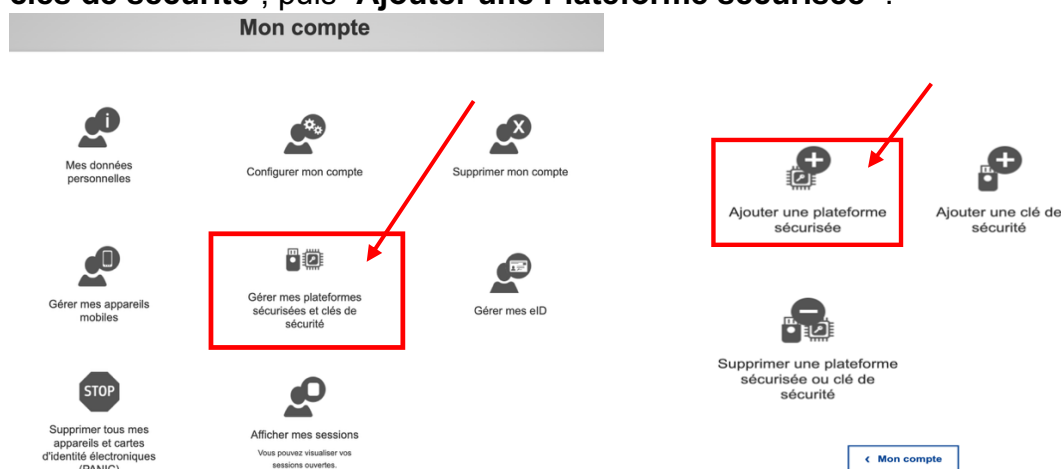 clés de sécurité", puis "Ajouter une Plateforme sécurisée" :
Mon compte
Mes données
personnelles
Configurer mon compte
Supprimer mon compte
Gérer mes appareils
mobiles
Gérer mes plateformes
sécurisées et clés de
sécurité
Gérer mes eID
Supprimer tous mes
appareils et cartes
d'identité électroniques
(PANIC)
STOP
Afficher mes sessions
Vous pouvez visualiser vos
sessions ouvertes.
Ajouter une plateforme
sécurisée
Ajouter une clé de
sécurité
Supprimer une plateforme
sécurisée ou clé de
sécurité
‹ Mon compte